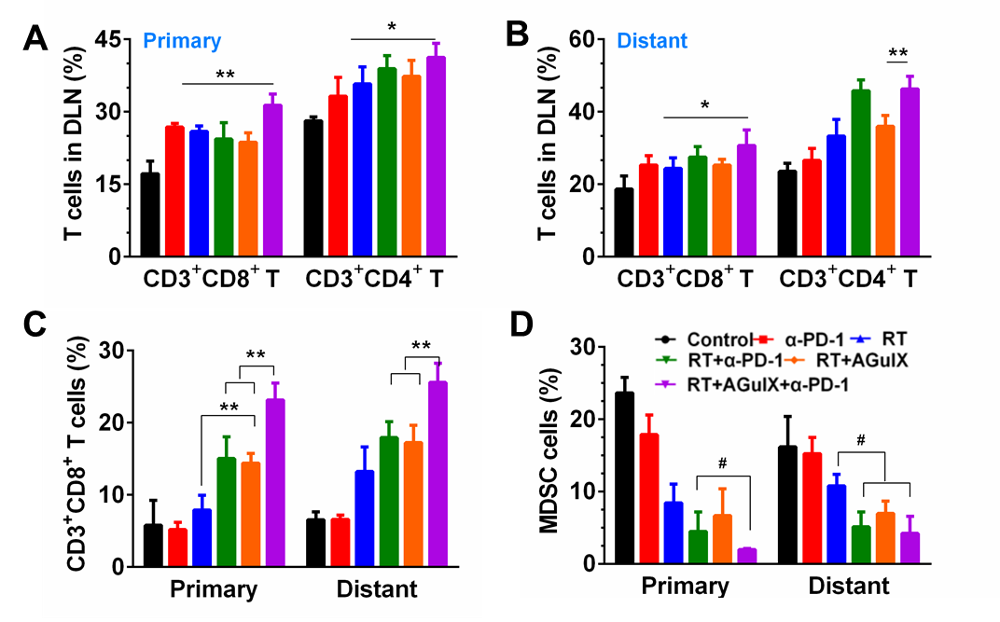 A
Primary
T cells in DLN (%)
45
30
15
0
**
*
CD3⁺CD8⁺ T
CD3⁺CD4⁺ T
B
Distant
T cells in DLN (%)
60
40
20
0
*
**
CD3⁺CD8⁺ T
CD3⁺CD4⁺ T
C
CD3⁺CD8⁺ T cells (%)
30
20
10
0
**
**
**
Primary
Distant
D
MDSC cells (%)
30
20
10
0
Control
α-PD-1
RT
RT+α-PD-1
RT+AGuIX
RT+AGuIX+α-PD-1
#
#
Primary
Distant